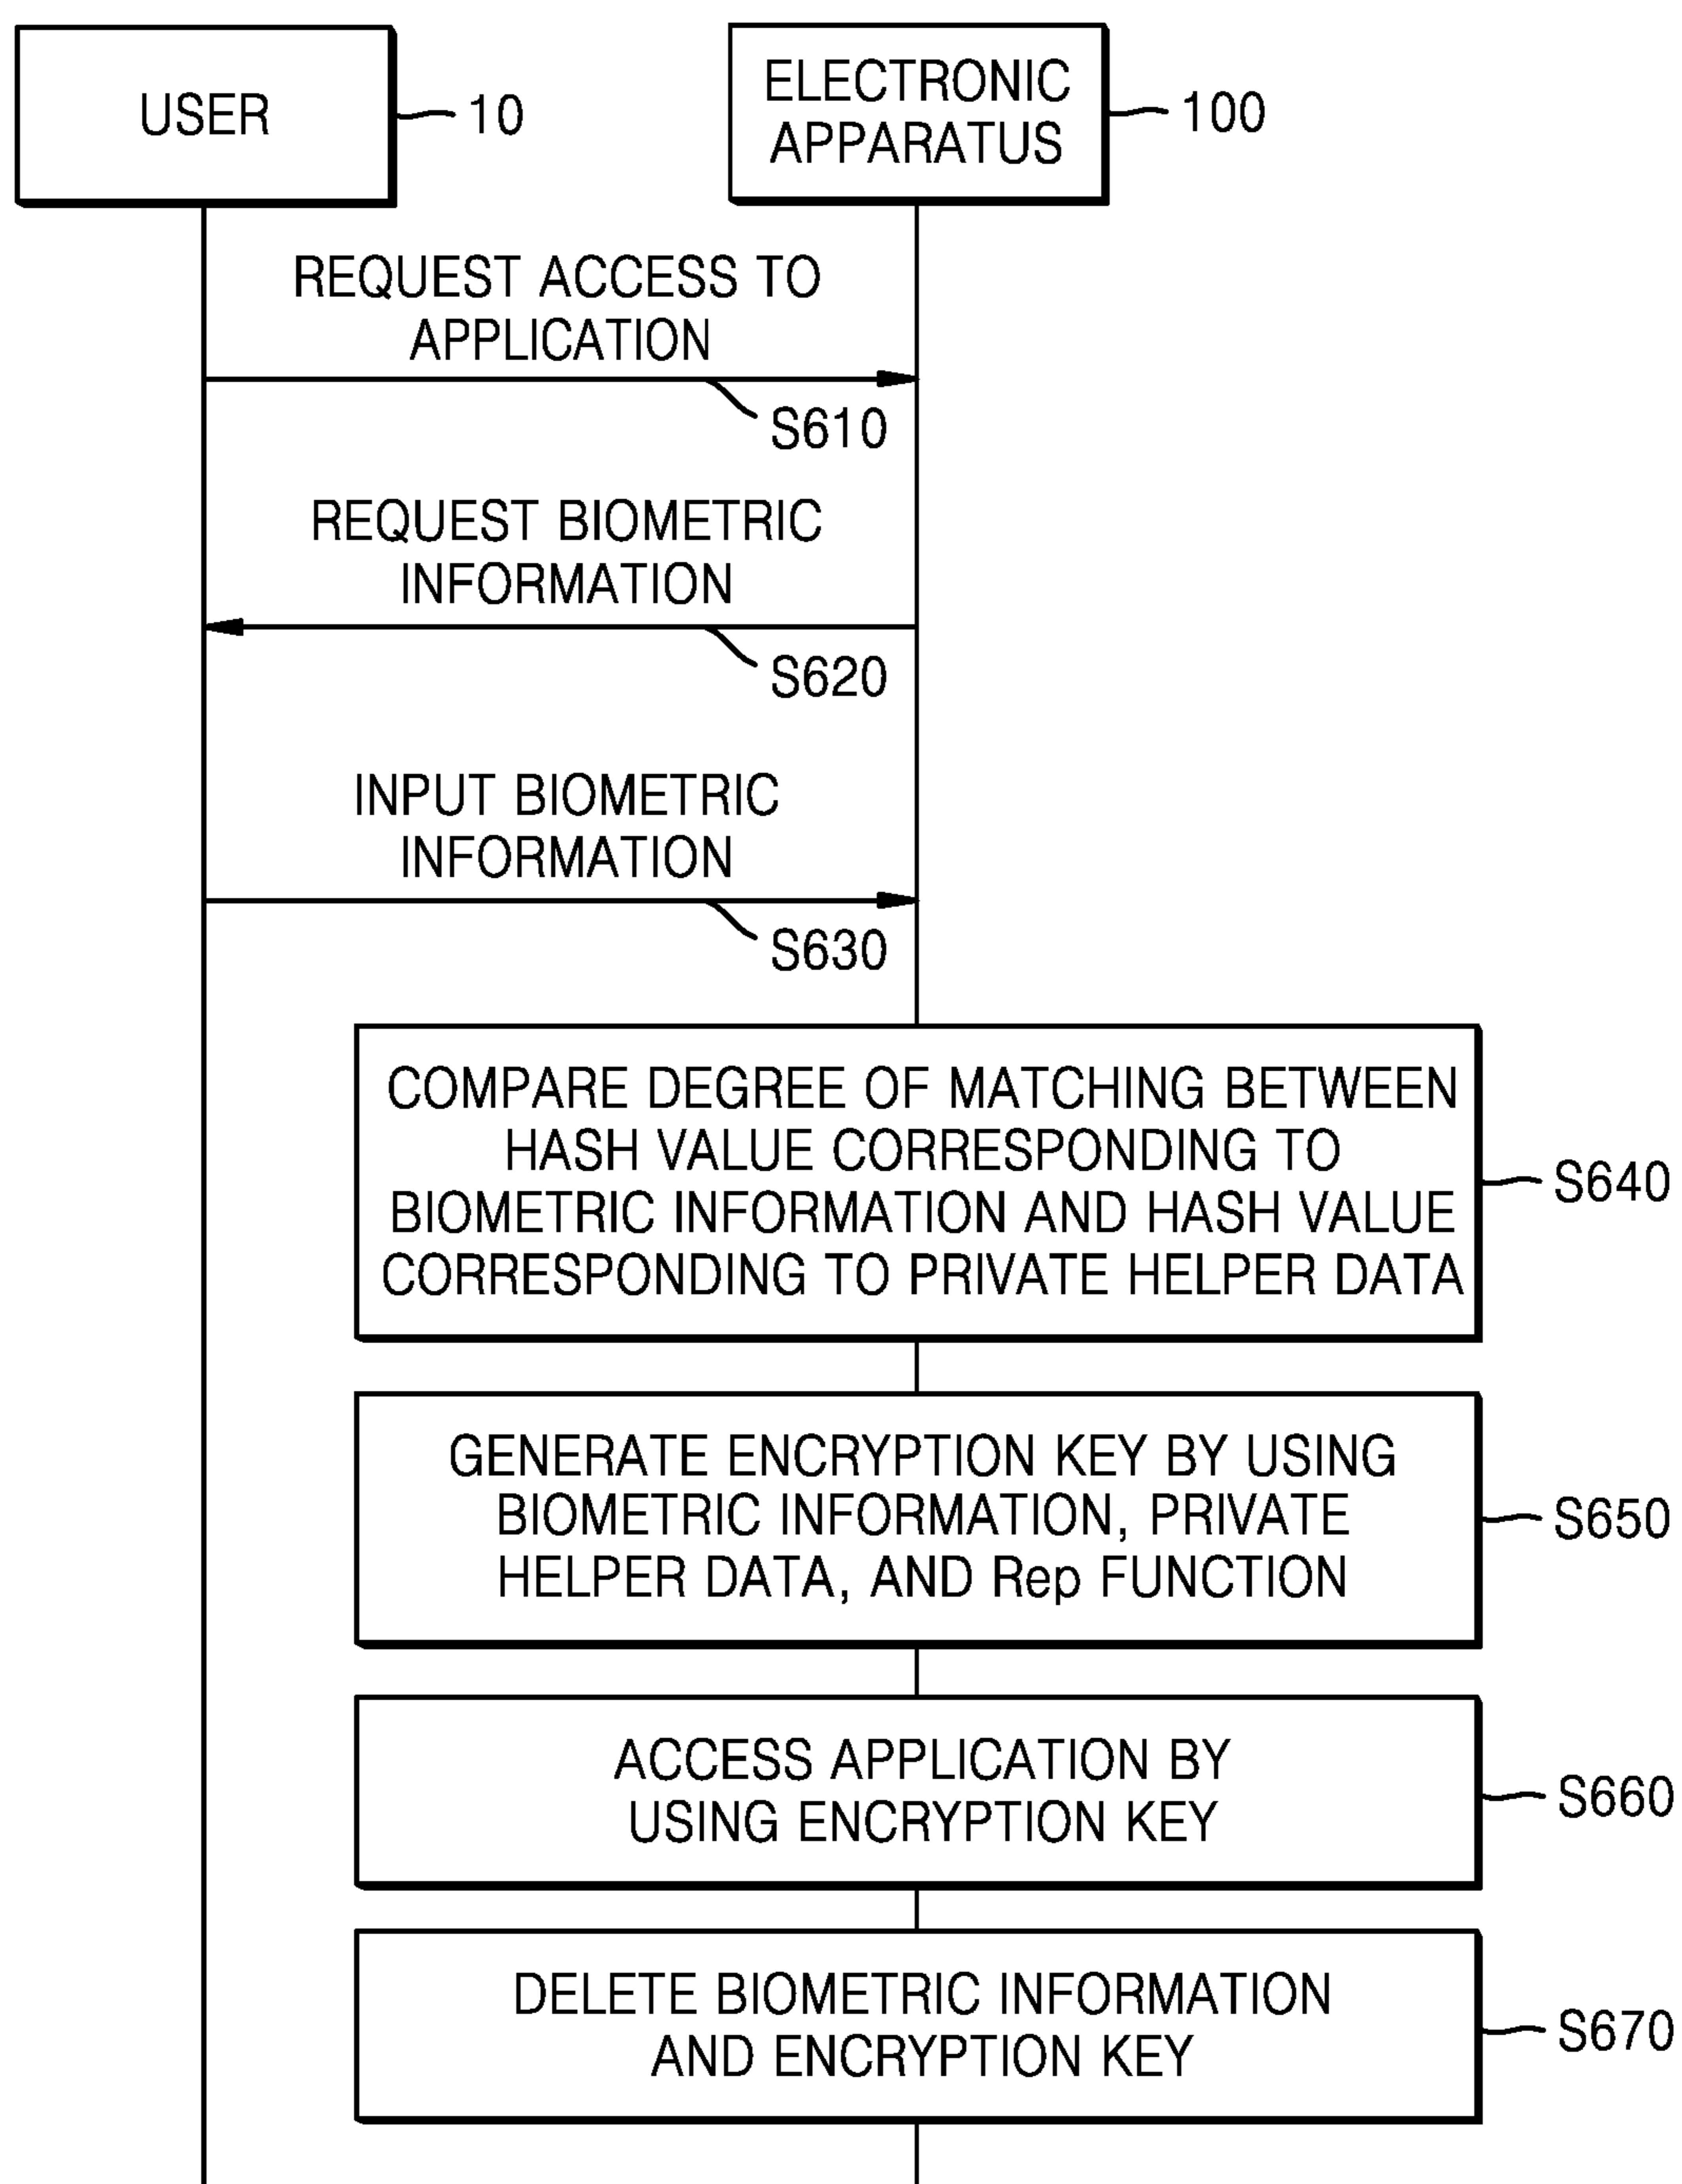 USER
10
ELECTRONIC
APPARATUS
100
REQUEST ACCESS TO
APPLICATION
S610
REQUEST BIOMETRIC
INFORMATION
S620
INPUT BIOMETRIC
INFORMATION
S630
COMPARE DEGREE OF MATCHING BETWEEN
HASH VALUE CORRESPONDING TO
BIOMETRIC INFORMATION AND HASH VALUE
CORRESPONDING TO PRIVATE HELPER DATA
S640
GENERATE ENCRYPTION KEY BY USING
BIOMETRIC INFORMATION, PRIVATE
HELPER DATA, AND Rep FUNCTION
S650
ACCESS APPLICATION BY
USING ENCRYPTION KEY
S660
DELETE BIOMETRIC INFORMATION
AND ENCRYPTION KEY
S670